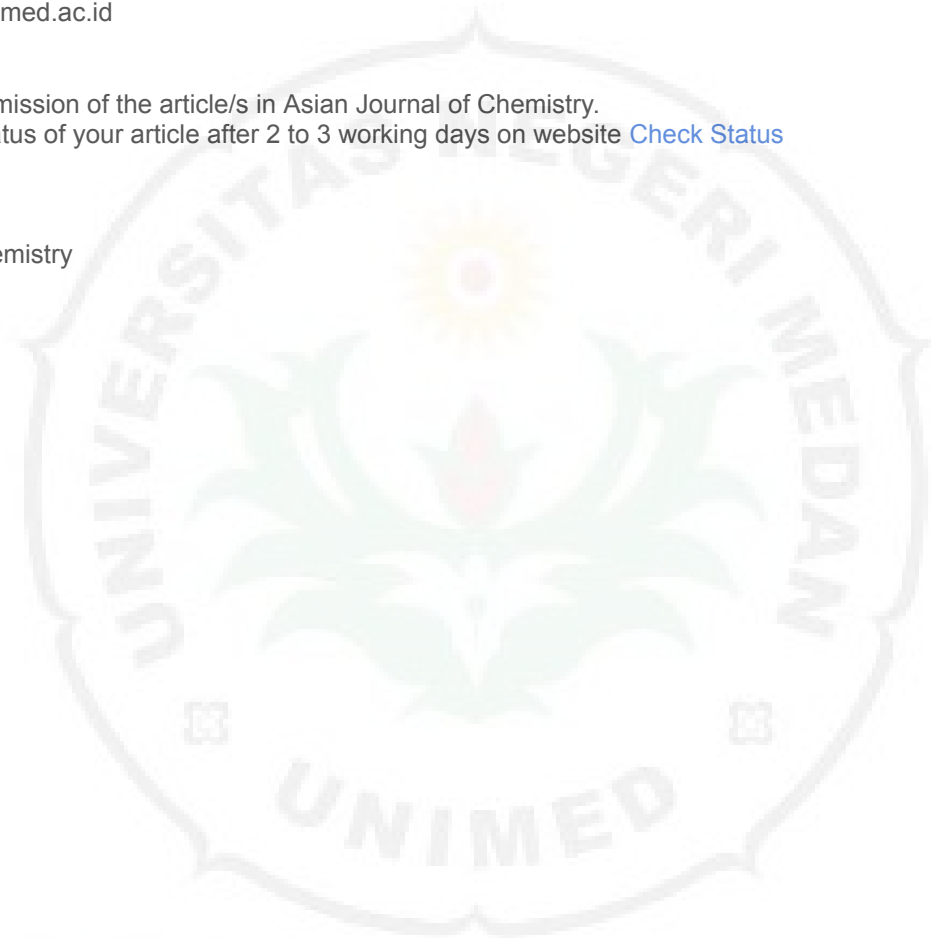 med.ac.id
mission of the article/s in Asian Journal of Chemistry.
atus of your article after 2 to 3 working days on website Check Status
emistry
UNIVERSITAS NEGERI MEDAN
UNIMED